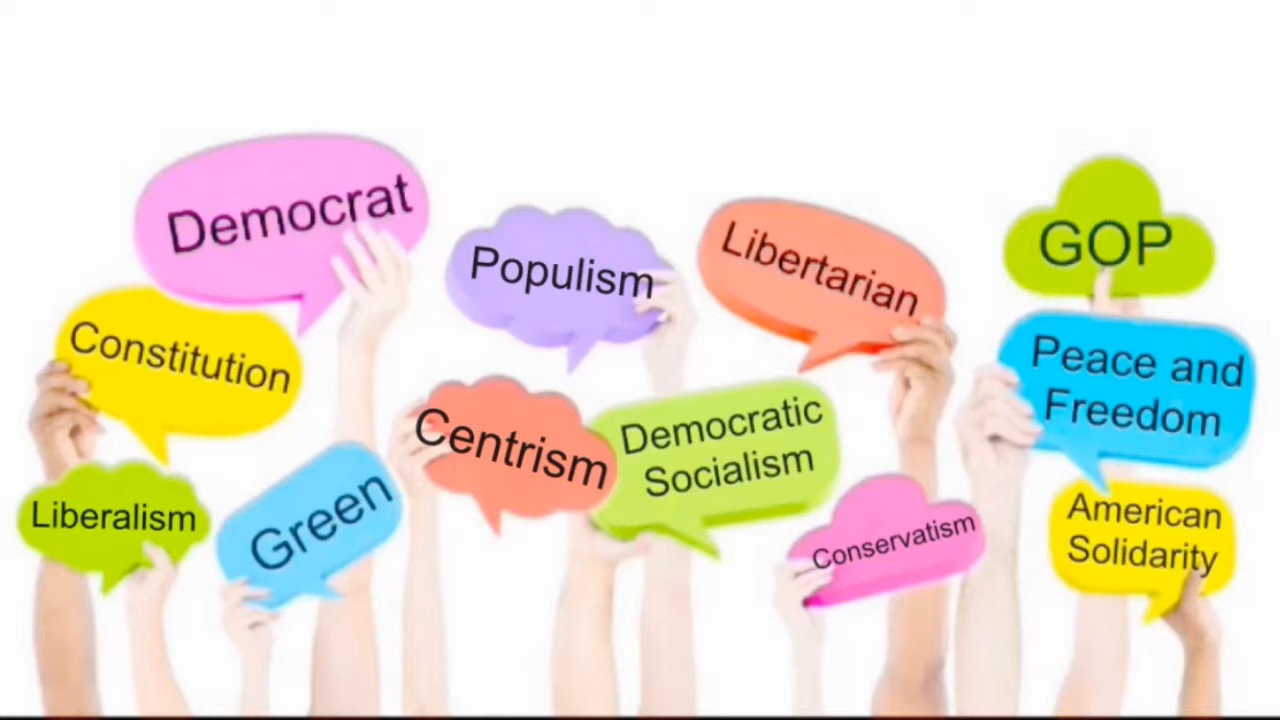 Democrat
Populism
Libertarian
GOP
Constitution
Peace and
Freedom
Centrism
Democratic
Socialism
Liberalism
Green
Conservatism
American
Solidarity